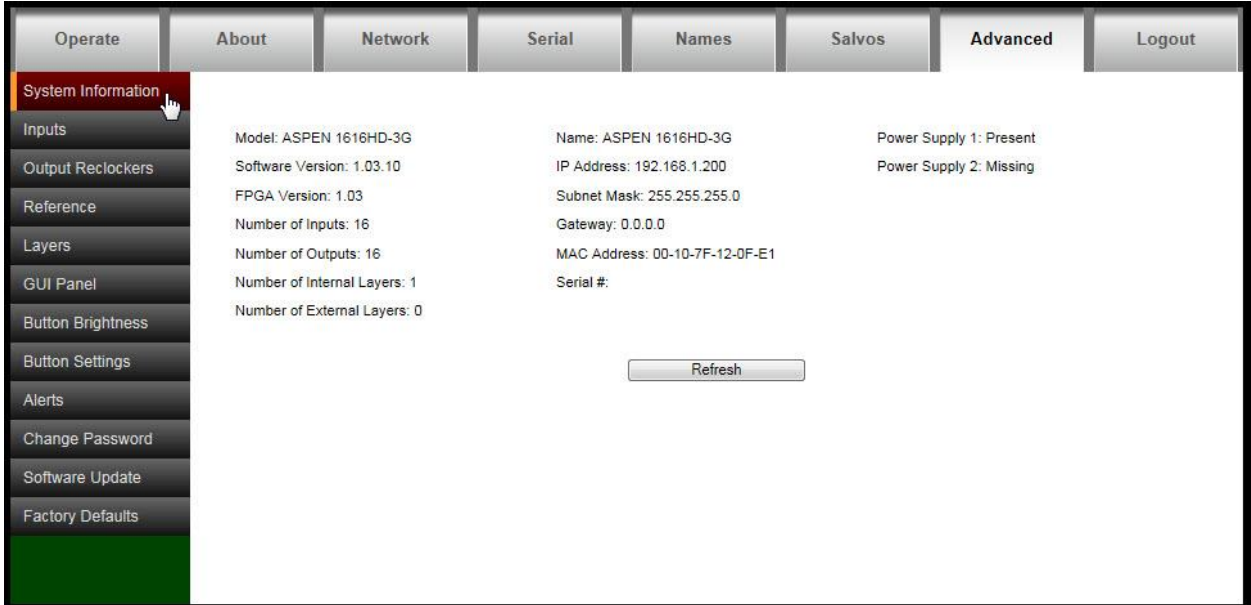 Operate About Network Serial Names Salvos Advanced Logout
System Information
Inputs
Output Reclockers
Reference
Layers
GUI Panel
Button Brightness
Button Settings
Alerts
Change Password
Software Update
Factory Defaults
Model: ASPEN 1616HD-3G
Software Version: 1.03.10
FPGA Version: 1.03
Number of Inputs: 16
Number of Outputs: 16
Number of Internal Layers: 1
Number of External Layers: 0
Name: ASPEN 1616HD-3G
IP Address: 192.168.1.200
Subnet Mask: 255.255.255.0
Gateway: 0.0.0.0
MAC Address: 00-10-7F-12-0F-E1
Serial #:
Power Supply 1: Present
Power Supply 2: Missing
Refresh